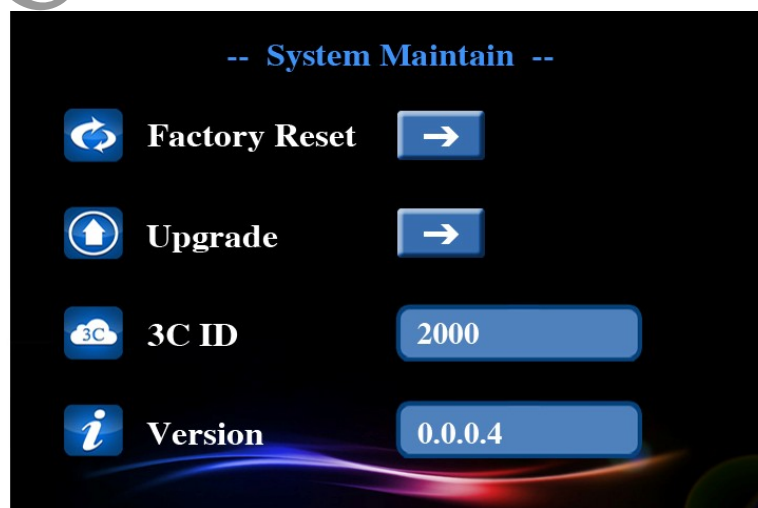 -- System Maintain --
Factory Reset
Upgrade
3C 3C ID 2000
i Version 0.0.0.4